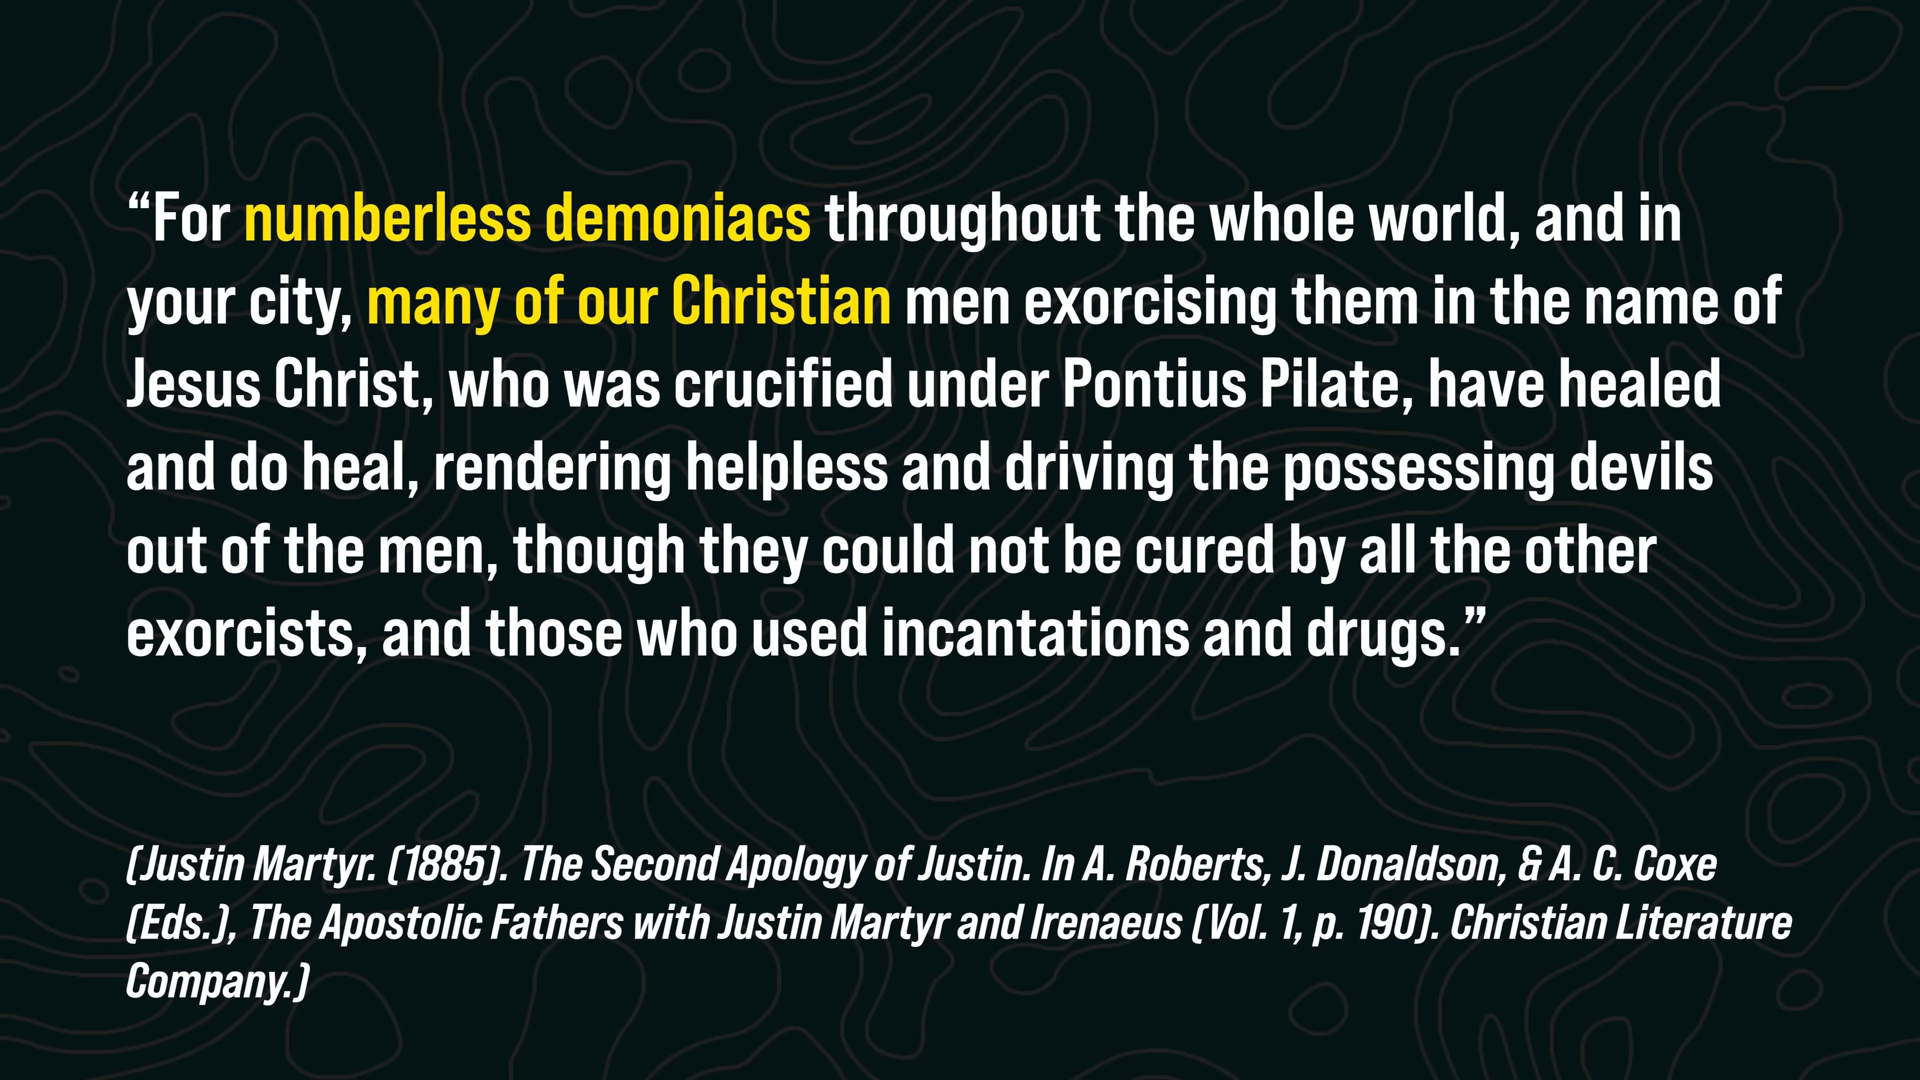 “For numberless demoniacs throughout the whole world, and in
your city, many of our Christian men exorcising them in the name of
Jesus Christ, who was crucified under Pontius Pilate, have healed
and do heal, rendering helpless and driving the possessing devils
out of the men, though they could not be cured by all the other
exorcists, and those who used incantations and drugs.”
(Justin Martyr. (1885). The Second Apology of Justin. In A. Roberts, J. Donaldson, & A. C. Coxe
(Eds.), The Apostolic Fathers with Justin Martyr and Irenaeus (Vol. 1, p. 190). Christian Literature
Company.)